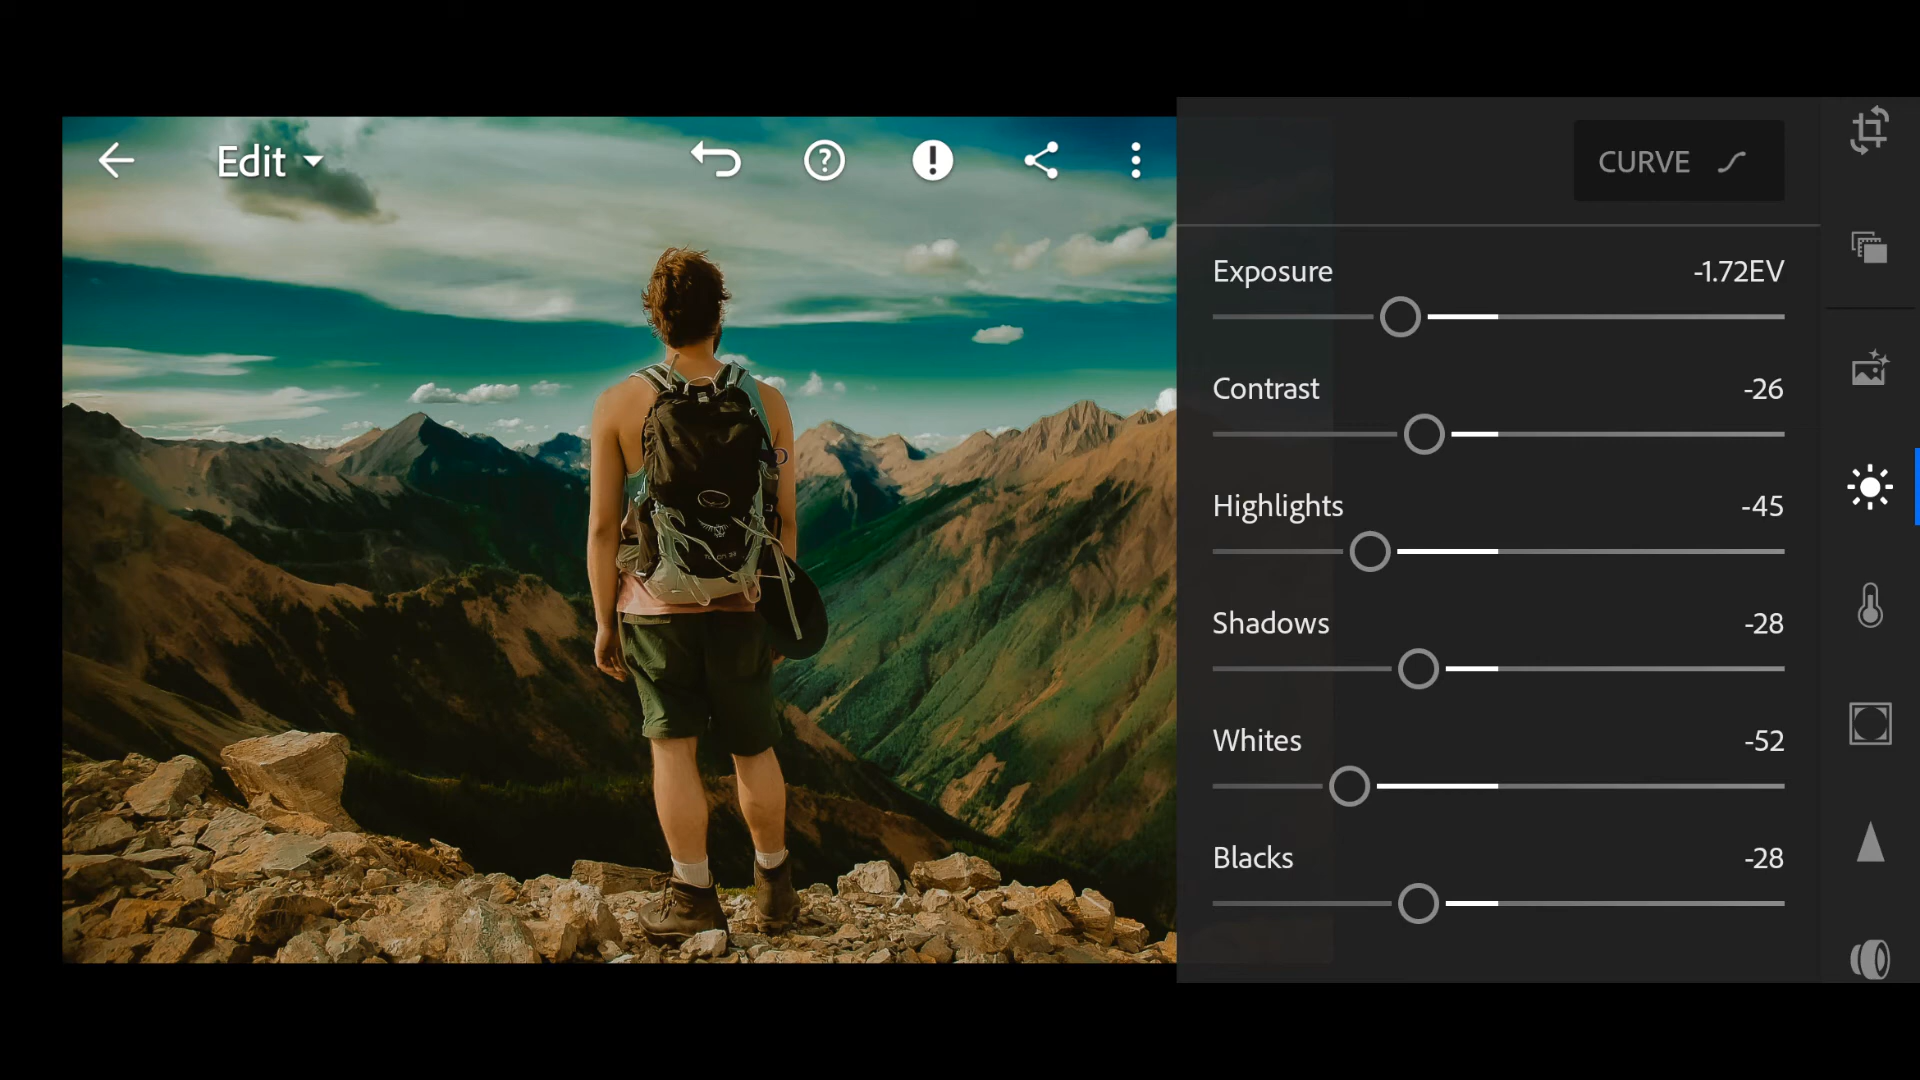 Edit
CURVE
Exposure -1.72EV
Contrast -26
Highlights -45
Shadows -28
Whites -52
Blacks -28